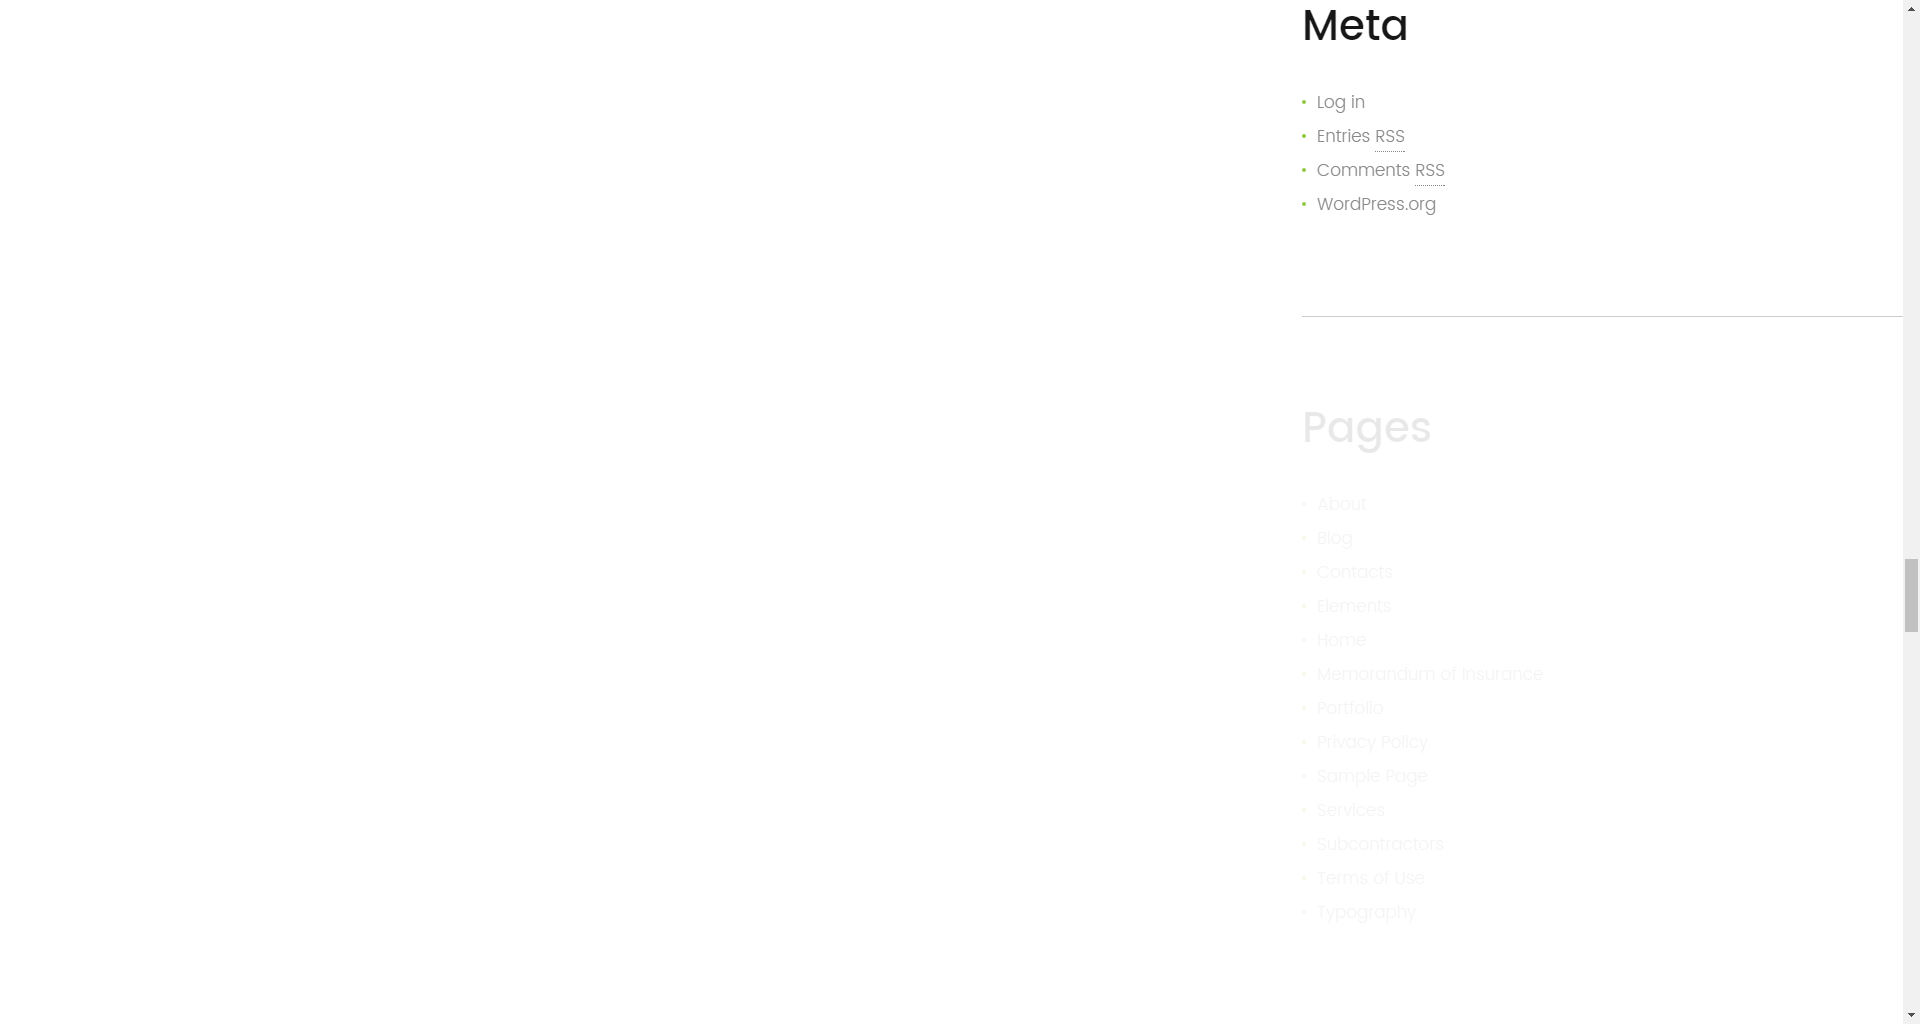 Meta
Log in
Entries RSS
Comments RSS
WordPress.org
Pages
About
Blog
Contacts
Elements
Home
Memorandum of Insurance
Portfolio
Privacy Policy
Sample Page
Services
Subcontractors
Terms of Use
Typography